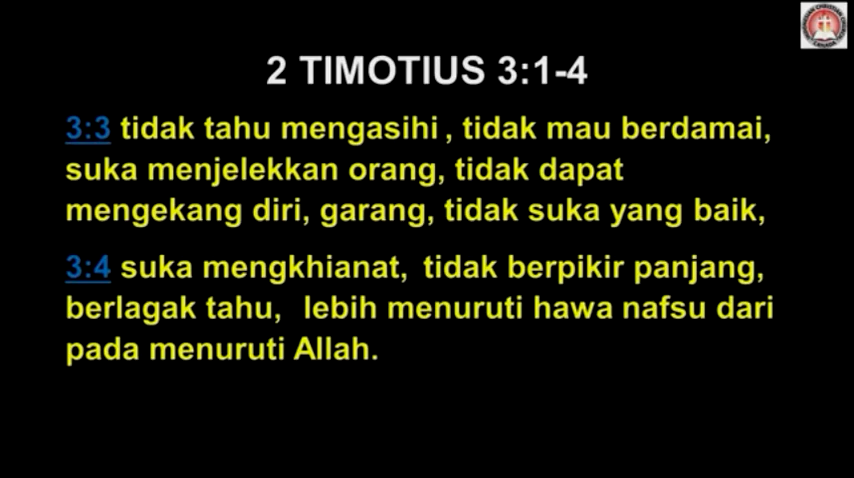 2 TIMOTIUS 3:1-4
3:3 tidak tahu mengasihi , tidak mau berdamai,
suka menjelekkan orang, tidak dapat
mengekang diri, garang, tidak suka yang baik,
3:4 suka mengkhianat, tidak berpikir panjang,
berlagak tahu, lebih menuruti hawa nafsu dari
pada menuruti Allah.